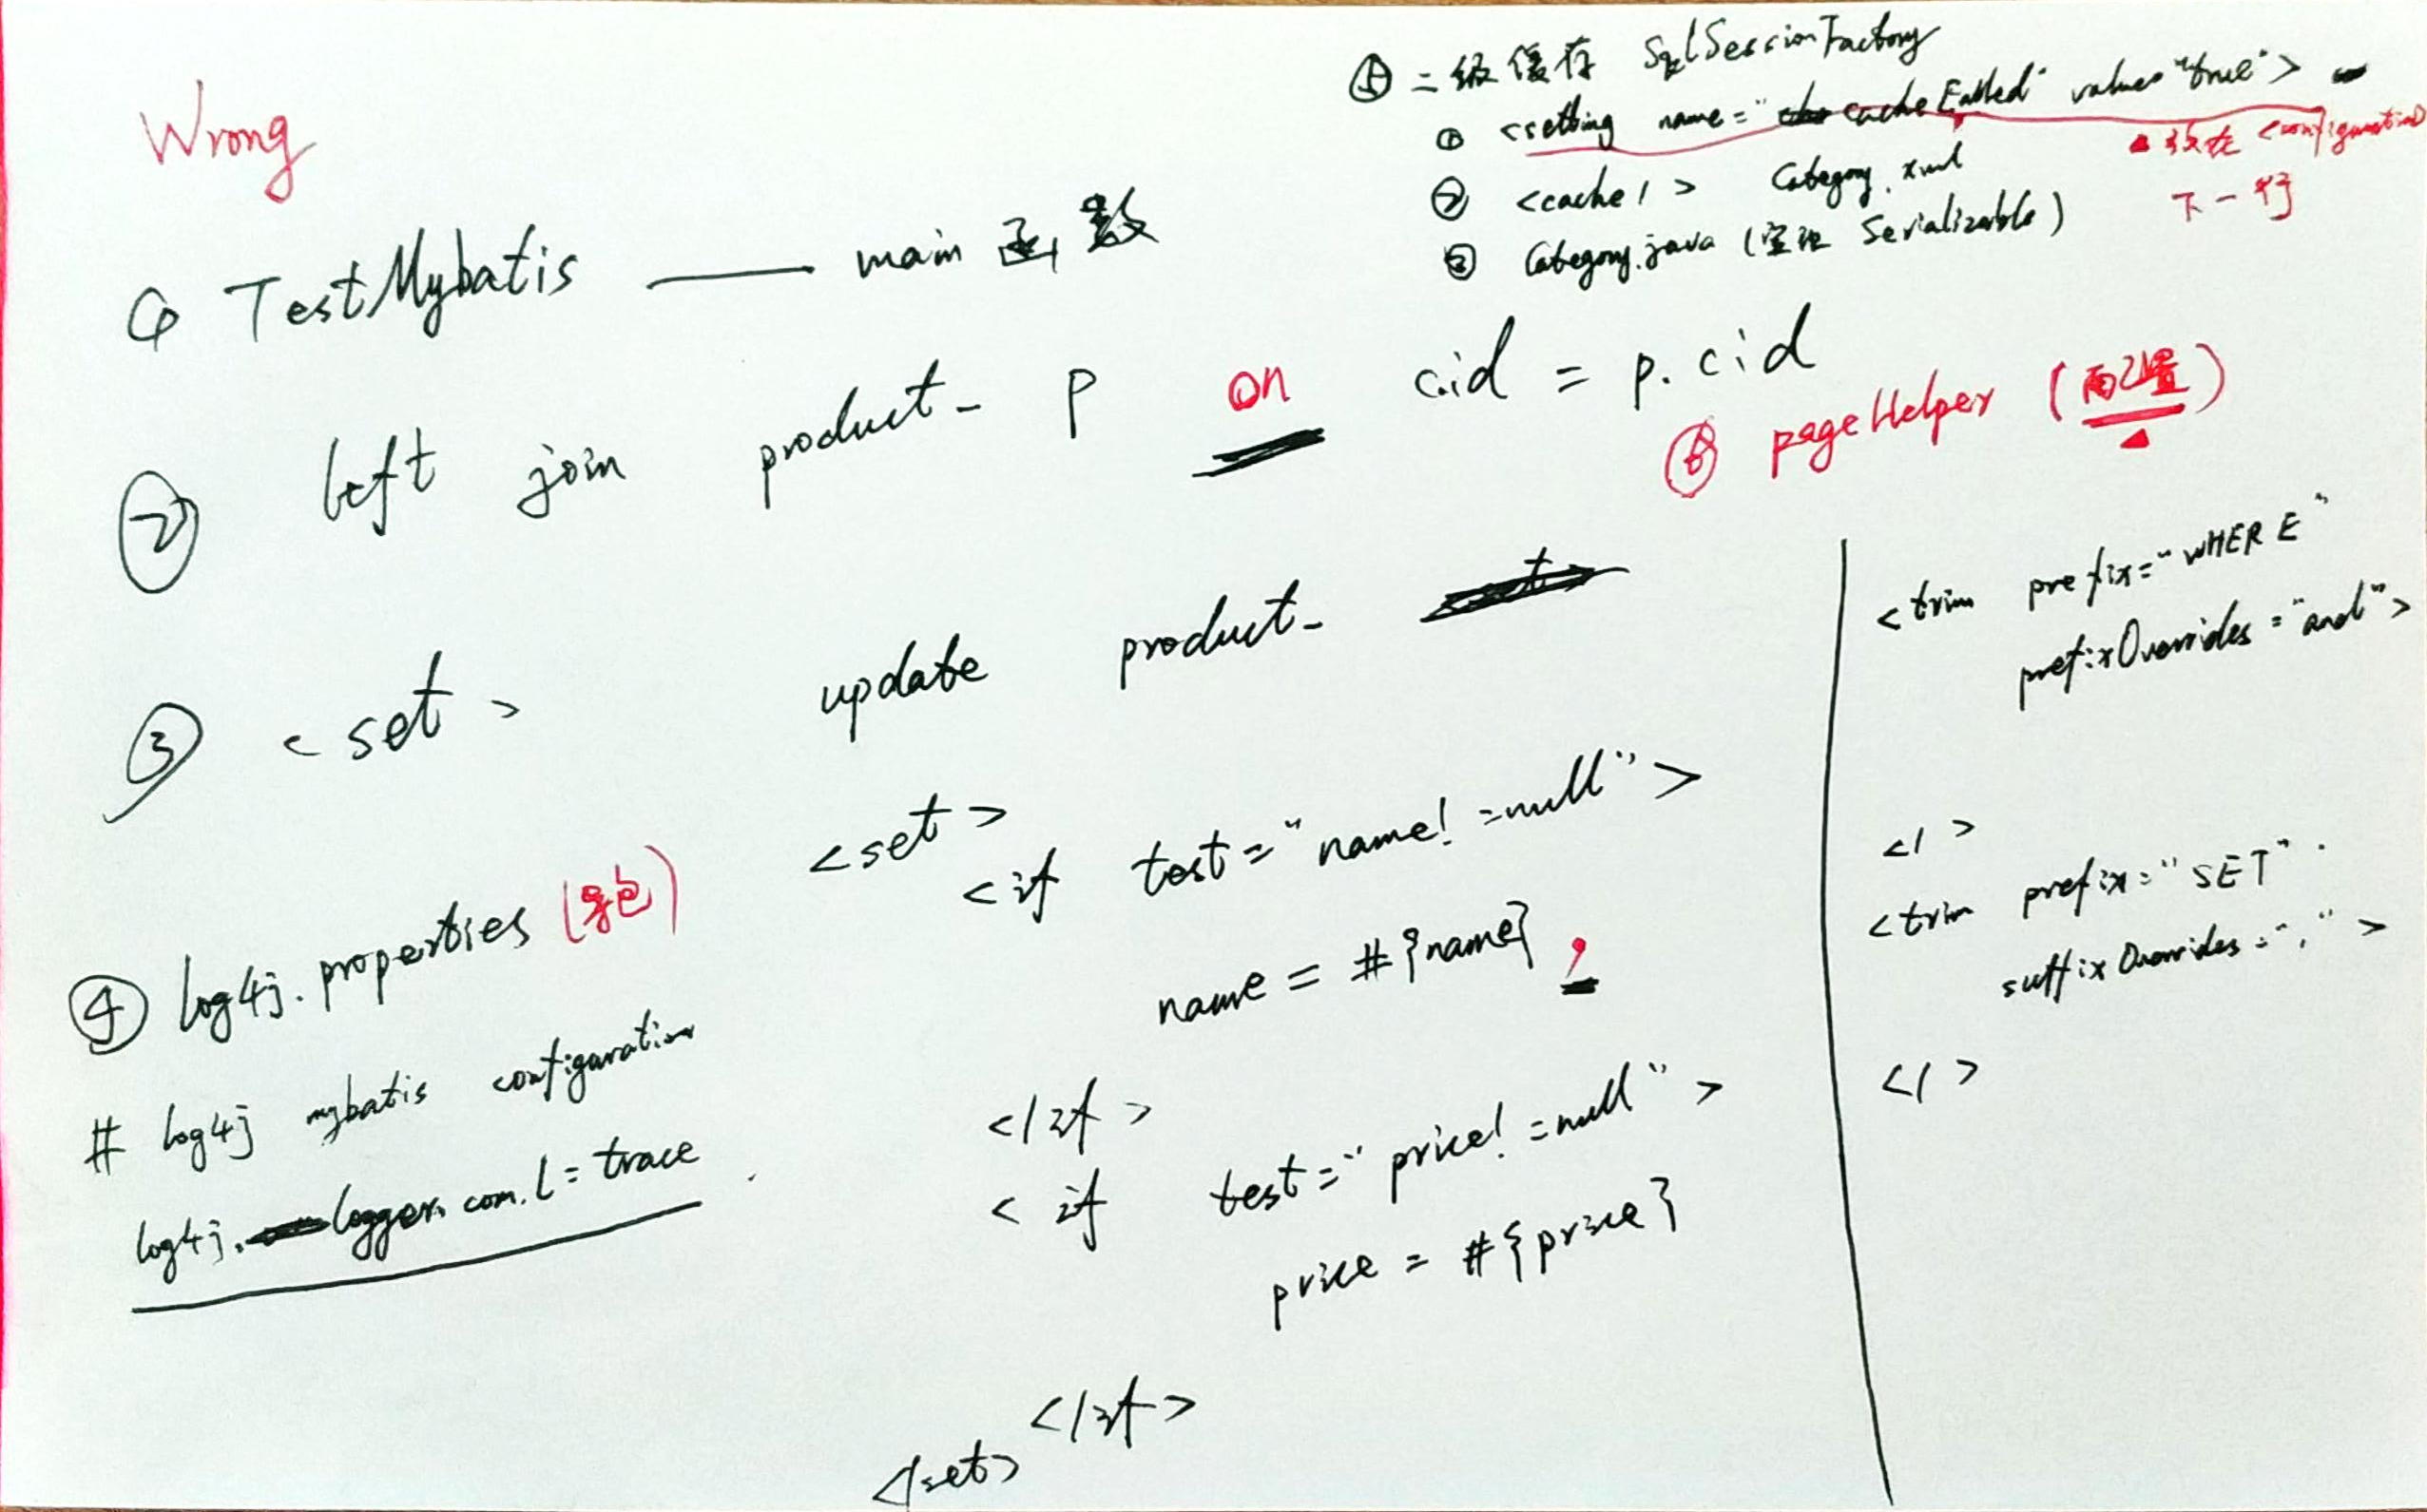 Wrong
① TestMybatis —— main 函数
② left join product_ p on c.id = p.cid
③ <set> update product_
<set>
<if test="name!=null">
name = #{name},
</if>
<if test="price!=null">
price = #{price}
</if>
</set>
④ log4j.properties (导包)
# log4j mybatis configuration
log4j.logger.com.l=trace
⑤ 二级缓存 SqlSessionFactory
① <setting name="cacheEabled" value="true">
▲ 放在 <configuration>
下一行
② <cache/> Category.xml
③ Category.java (实现 Serializable)
⑥ pageHelper (配置)
<trim prefix="WHERE"
prefixOverrides="and">
</>
<trim prefix="SET"
suffixOverrides=",">
</>